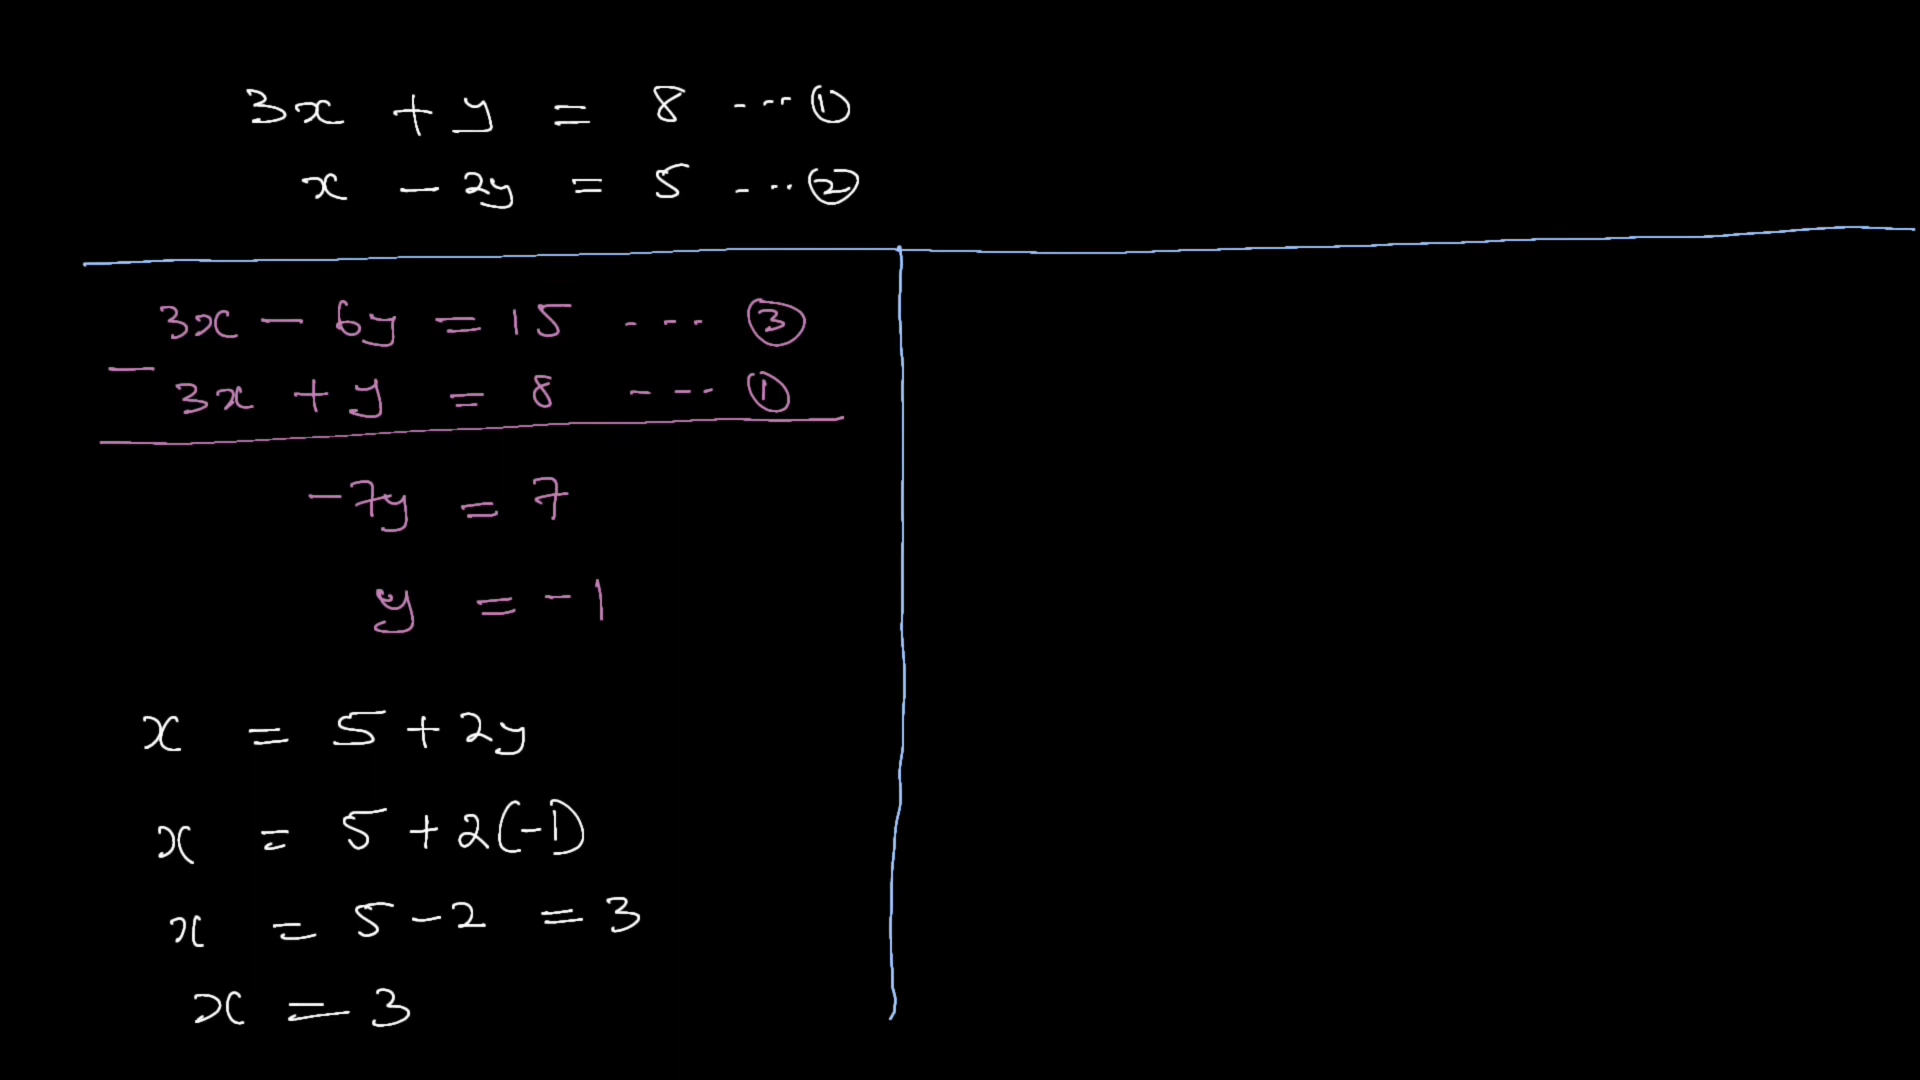 3x + y = 8 --- ①
x - 2y = 5 --- ②
3x - 6y = 15 --- ③
- 3x + y = 8 --- ①
-7y = 7
y = -1
x = 5 + 2y
x = 5 + 2(-1)
x = 5 - 2 = 3
x = 3